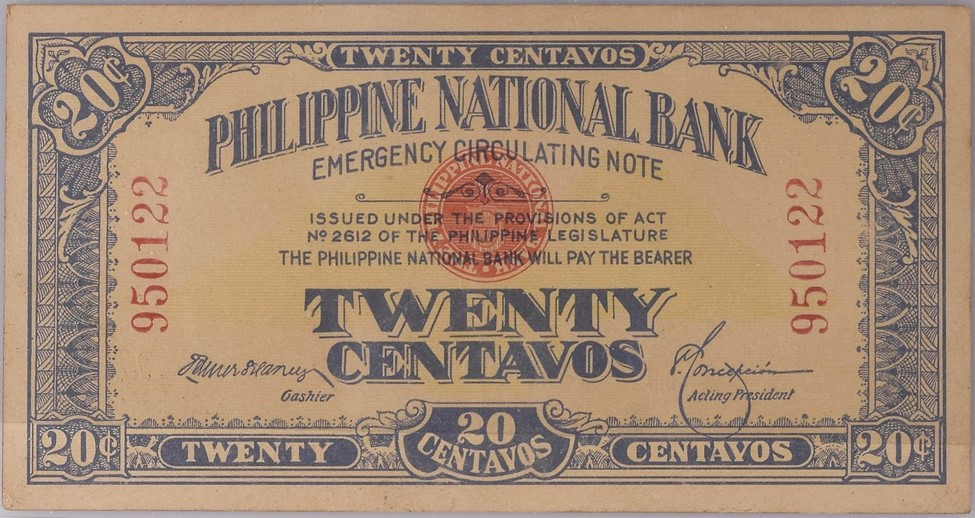 TWENTY CENTAVOS
20¢
20¢
PHILIPPINE NATIONAL BANK
EMERGENCY CIRCULATING NOTE
ISSUED UNDER THE PROVISIONS OF ACT
Nº 2612 OF THE PHILIPPINE LEGISLATURE
THE PHILIPPINE NATIONAL BANK WILL PAY THE BEARER
950122
950122
TWENTY
CENTAVOS
Cashier
V. Concepción
Acting President
20¢
TWENTY
20
CENTAVOS
CENTAVOS
20¢